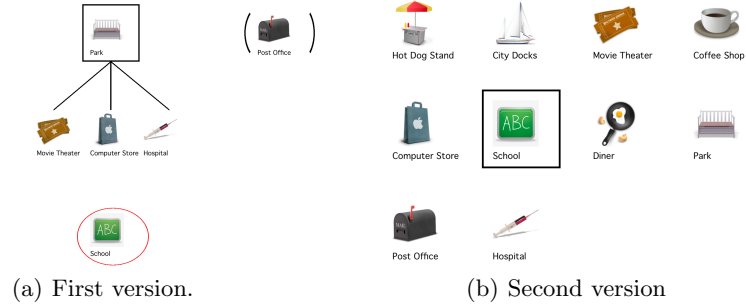 Park
Post Office
Movie Theater Computer Store Hospital
ABC
School
(a) First version.
Hot Dog Stand City Docks Movie Theater Coffee Shop
ABC
Computer Store School Diner Park
MAIL
Post Office Hospital
(b) Second version